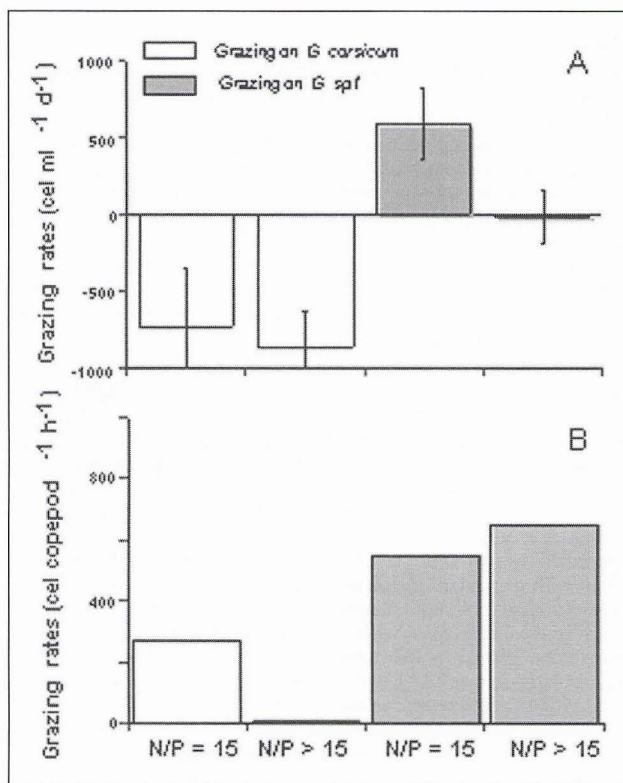 Grazing on G corsicum
Grazing on G spf
A
Grazing rates (cel ml -1 d-1)
1000
500
0
-500
-1000
B
Grazing rates (cel copepod -1 h-1)
800
400
0
N/P = 15 N/P > 15 N/P = 15 N/P > 15